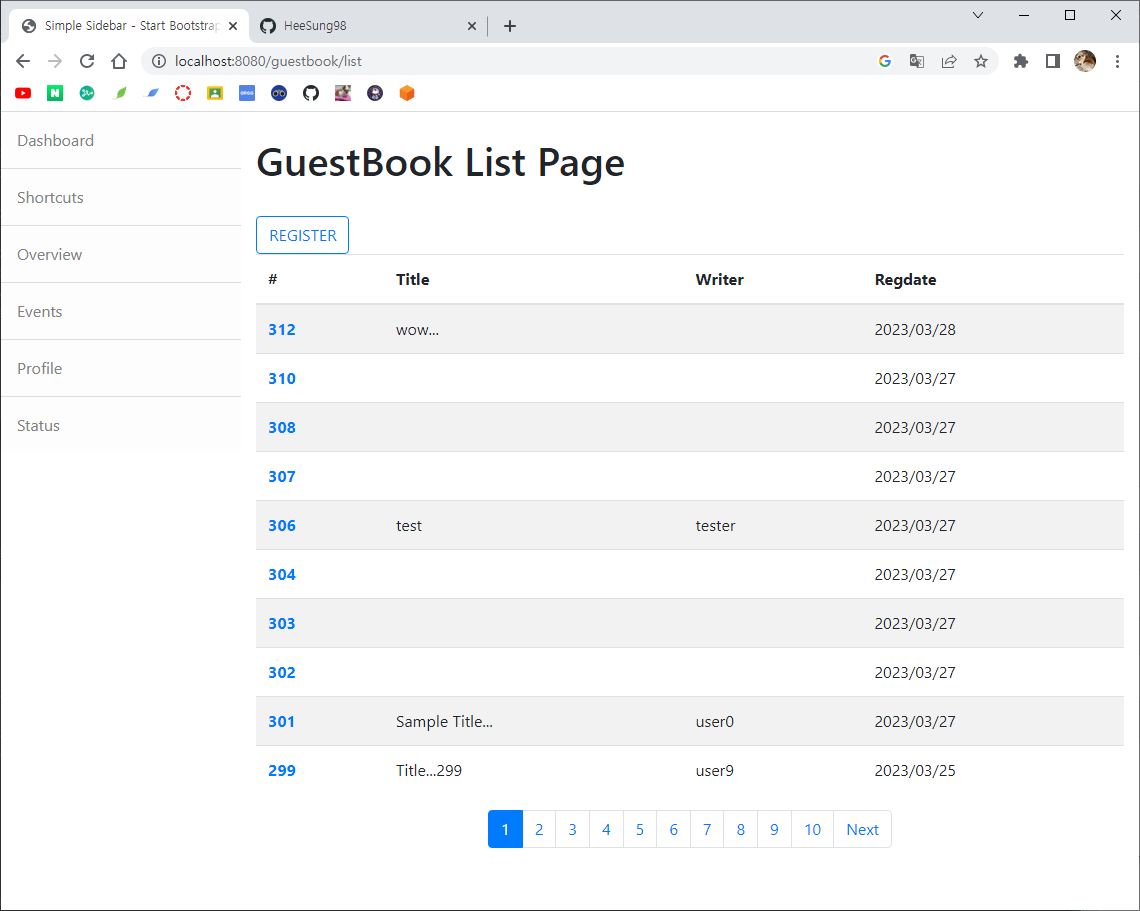 Simple Sidebar - Start Bootstrap
HeeSung98
localhost:8080/guestbook/list
Dashboard
Shortcuts
Overview
Events
Profile
Status
GuestBook List Page
REGISTER
# Title Writer Regdate
312 wow... 2023/03/28
310 2023/03/27
308 2023/03/27
307 2023/03/27
306 test tester 2023/03/27
304 2023/03/27
303 2023/03/27
302 2023/03/27
301 Sample Title... user0 2023/03/27
299 Title...299 user9 2023/03/25
1 2 3 4 5 6 7 8 9 10 Next